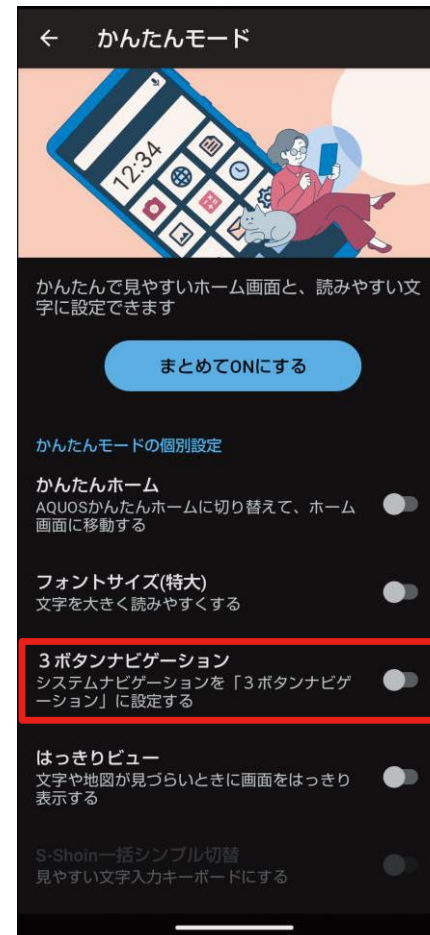 かんたんモード
12:34
かんたんで見やすいホーム画面と、読みやすい文
字に設定できます
まとめてONにする
かんたんモードの個別設定
かんたんホーム
AQUOSかんたんホームに切り替えて、ホーム
画面に移動する
フォントサイズ(特大)
文字を大きく読みやすくする
３ボタンナビゲーション
システムナビゲーションを「３ボタンナビゲ
ーション」に設定する
はっきりビュー
文字や地図が見づらいときに画面をはっきり
表示する
S-Shoin一括シンプル切替
見やすい文字入力キーボードにする